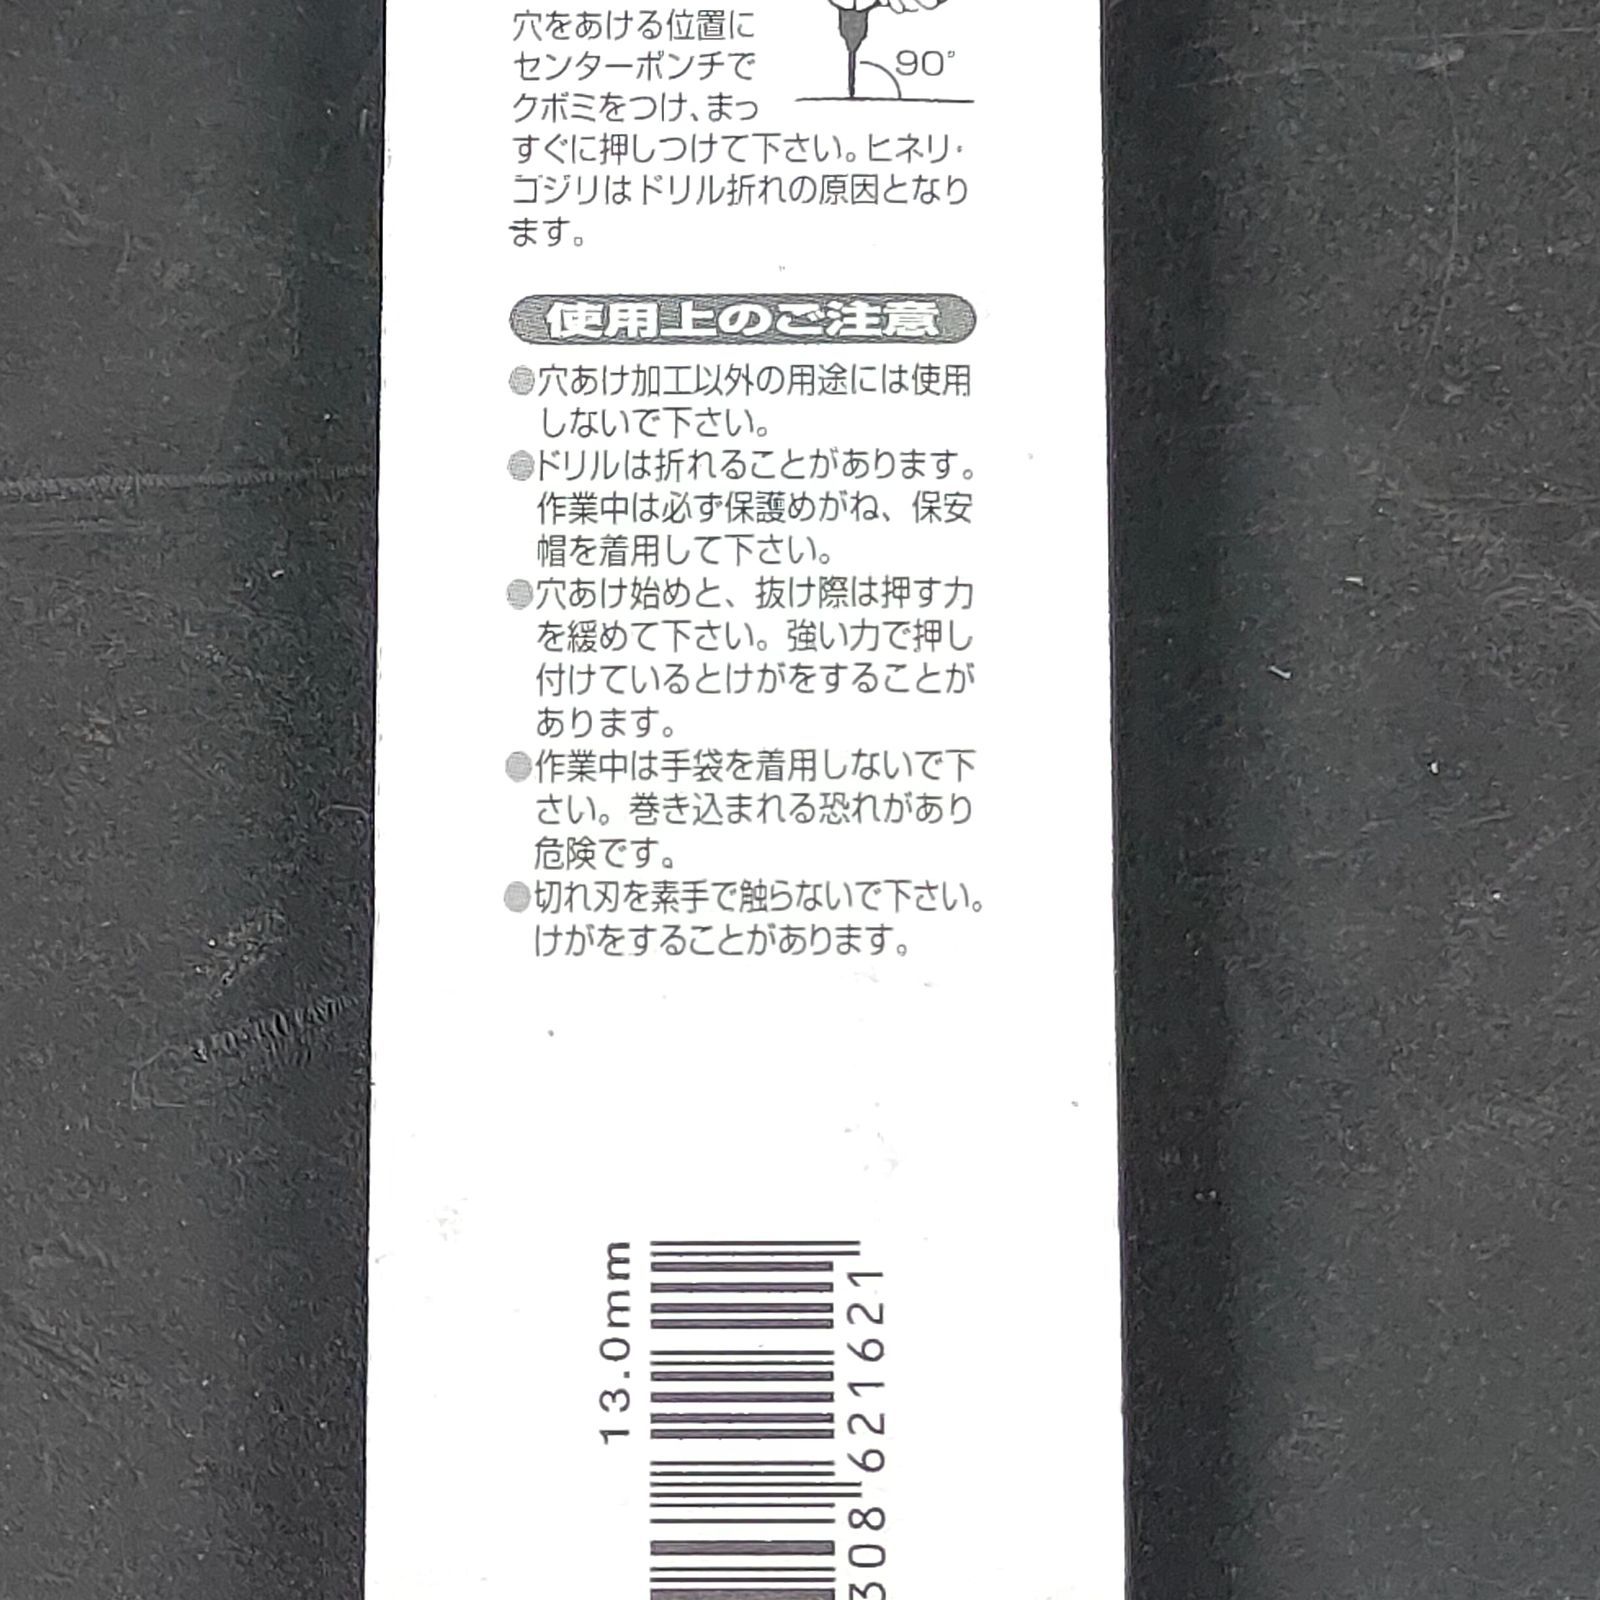 穴をあける位置に
センターポンチで
クボミをつけ、まっ
90°
すぐに押しつけて下さい。ヒネリ・
ゴジリはドリル折れの原因となり
ます。
使用上のご注意
●穴あけ加工以外の用途には使用
しないで下さい。
●ドリルは折れることがあります。
作業中は必ず保護めがね、保安
帽を着用して下さい。
●穴あけ始めと、抜け際は押す力
を緩めて下さい。強い力で押し
付けているとけがをすることが
あります。
●作業中は手袋を着用しないで下
さい。巻き込まれる恐れがあり
危険です。
●切れ刃を素手で触らないで下さい。
けがをすることがあります。
13.0mm
308 621621